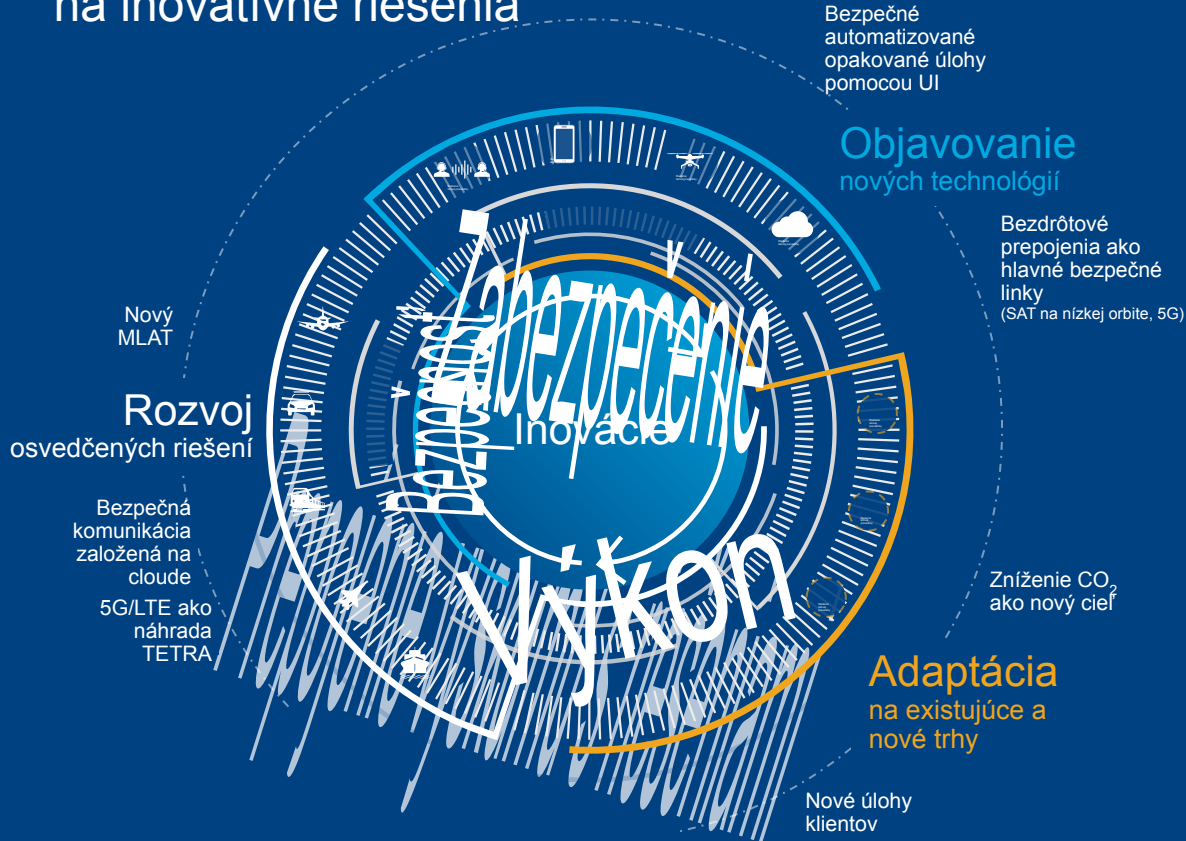 na inovatívne riešenia
Bezpečné
automatizované
opakované úlohy
pomocou UI
Objavovanie
nových technológií
Bezdrôtové
prepojenia ako
hlavné bezpečné
linky
(SAT na nízkej orbite, 5G)
Nový
MLAT
Rozvoj
osvedčených riešení
Bezpečná
komunikácia
založená na
cloude
5G/LTE ako
náhrada
TETRA
Bezpečnosť
Zabezpečenie
Inovácie
Výkon
Zníženie CO₂
ako nový cieľ
Adaptácia
na existujúce a
nové trhy
Nové úlohy
klientov